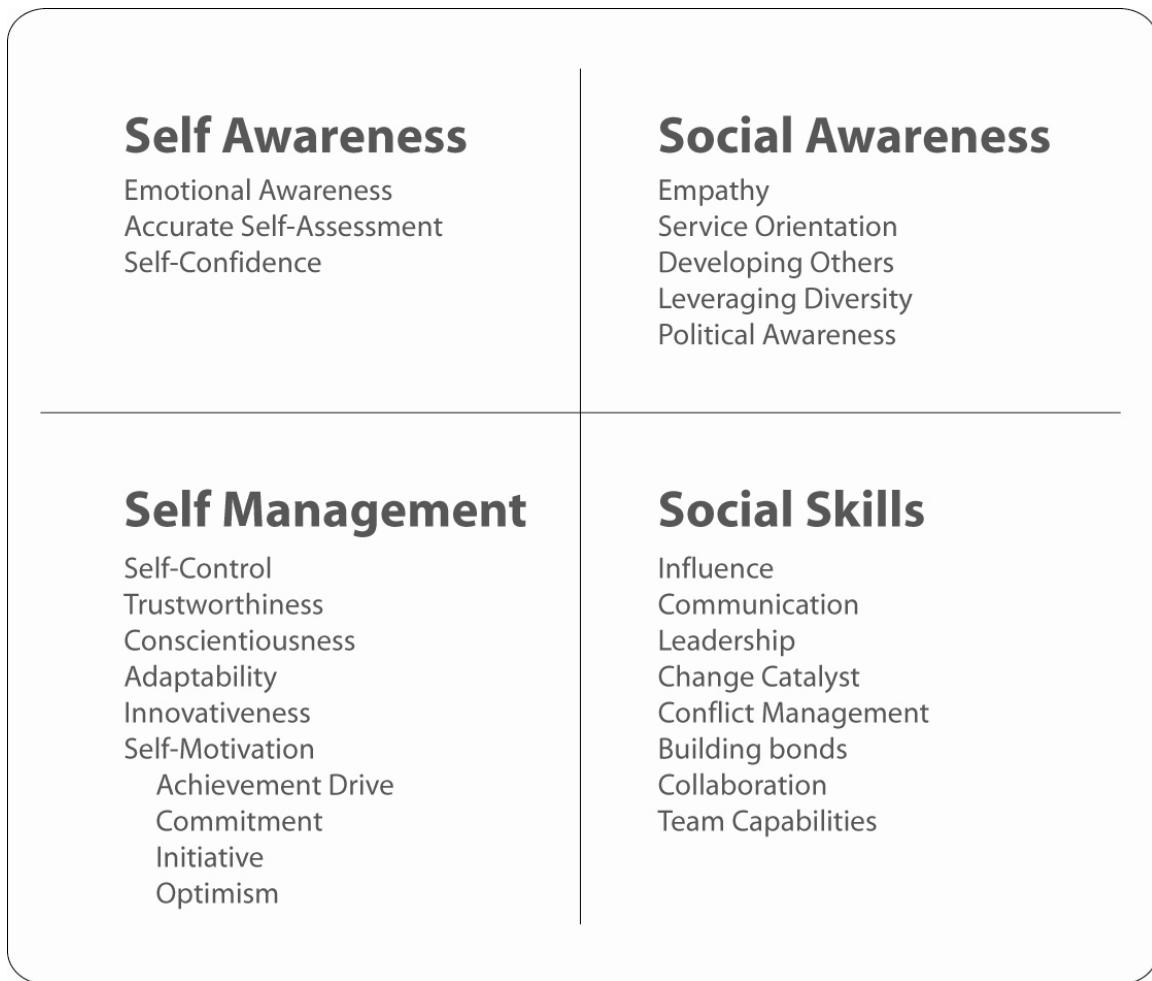 Self Awareness
Emotional Awareness
Accurate Self-Assessment
Self-Confidence
Social Awareness
Empathy
Service Orientation
Developing Others
Leveraging Diversity
Political Awareness
Self Management
Self-Control
Trustworthiness
Conscientiousness
Adaptability
Innovativeness
Self-Motivation
Achievement Drive
Commitment
Initiative
Optimism
Social Skills
Influence
Communication
Leadership
Change Catalyst
Conflict Management
Building bonds
Collaboration
Team Capabilities